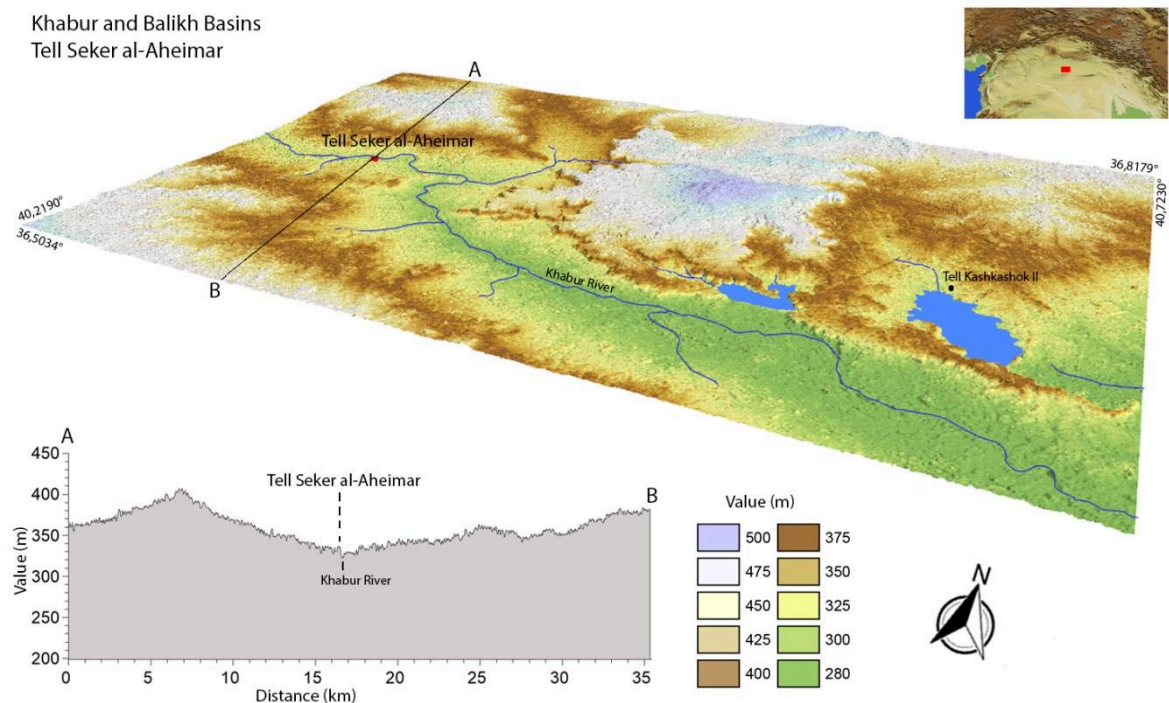 Khabur and Balikh Basins
Tell Seker al-Aheimar
A
Tell Seker al-Aheimar
36,8179°
40,7230°
40,2190°
36,5034°
B
Khabur River
Tell Kashkashok II
A
B
450
400
350
300
250
200
Value (m)
Tell Seker al-Aheimar
Khabur River
0 5 10 15 20 25 30 35
Distance (km)
Value (m)
500 375
475 350
450 325
425 300
400 280
N